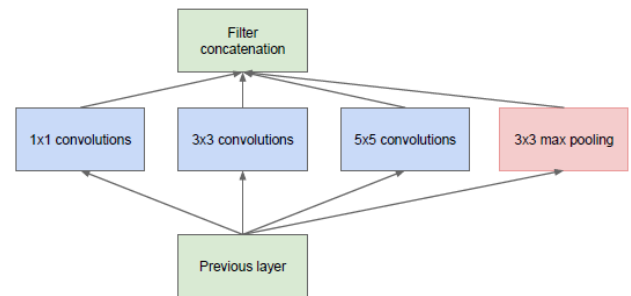 Filter
concatenation
1x1 convolutions
3x3 convolutions
5x5 convolutions
3x3 max pooling
Previous layer